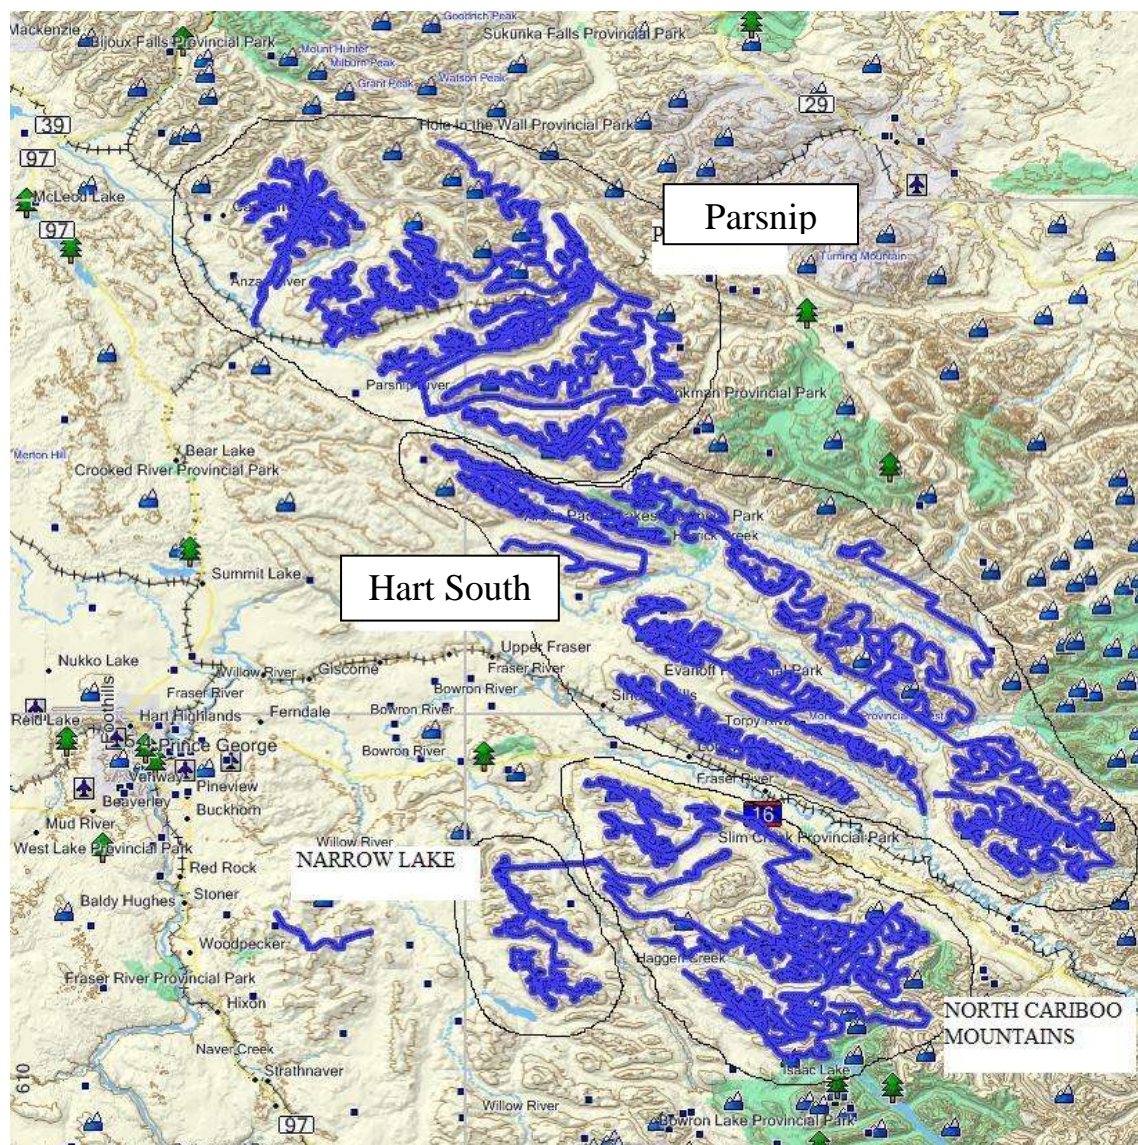 Mackenzie
Bijoux Falls Provincial Park
Goodrich Peak
Sukunka Falls Provincial Park
Mount Hunter
Milburn Peak
Grant Peak
Watson Peak
29
39
Hole In the Wall Provincial Park
97
McLeod Lake
97
Parsnip
P
Turning Mountain
Parsnip River
Provincial Park
Merton Hill
Bear Lake
Crooked River Provincial Park
Park
Creek
Summit Lake
Hart South
Nukko Lake
Willow River
Giscome
Upper Fraser
Fraser River
Evanoff Provincial Park
Fraser River
Bowron River
Reid Lake
Foothills
Hart Highlands
Ferndale
Bowron River
Prince George
Bowron River
Fraser River
Vanway
Pineview
Beaverley
Buckhorn
16
Mud River
West Lake Provincial Park
Willow River
Slim Creek Provincial Park
NARROW LAKE
Red Rock
Baldy Hughes
Stoner
Woodpecker
Haggen Creek
Fraser River Provincial Park
Hixon
NORTH CARIBOO
MOUNTAINS
Naver Creek
Strathnaver
610
Isaac Lake
Willow River
Bowron Lake Provincial Park
97